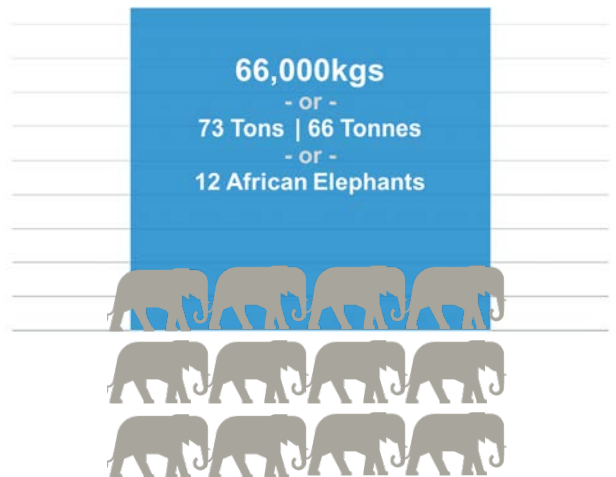 66,000kgs
- or -
73 Tons | 66 Tonnes
- or -
12 African Elephants